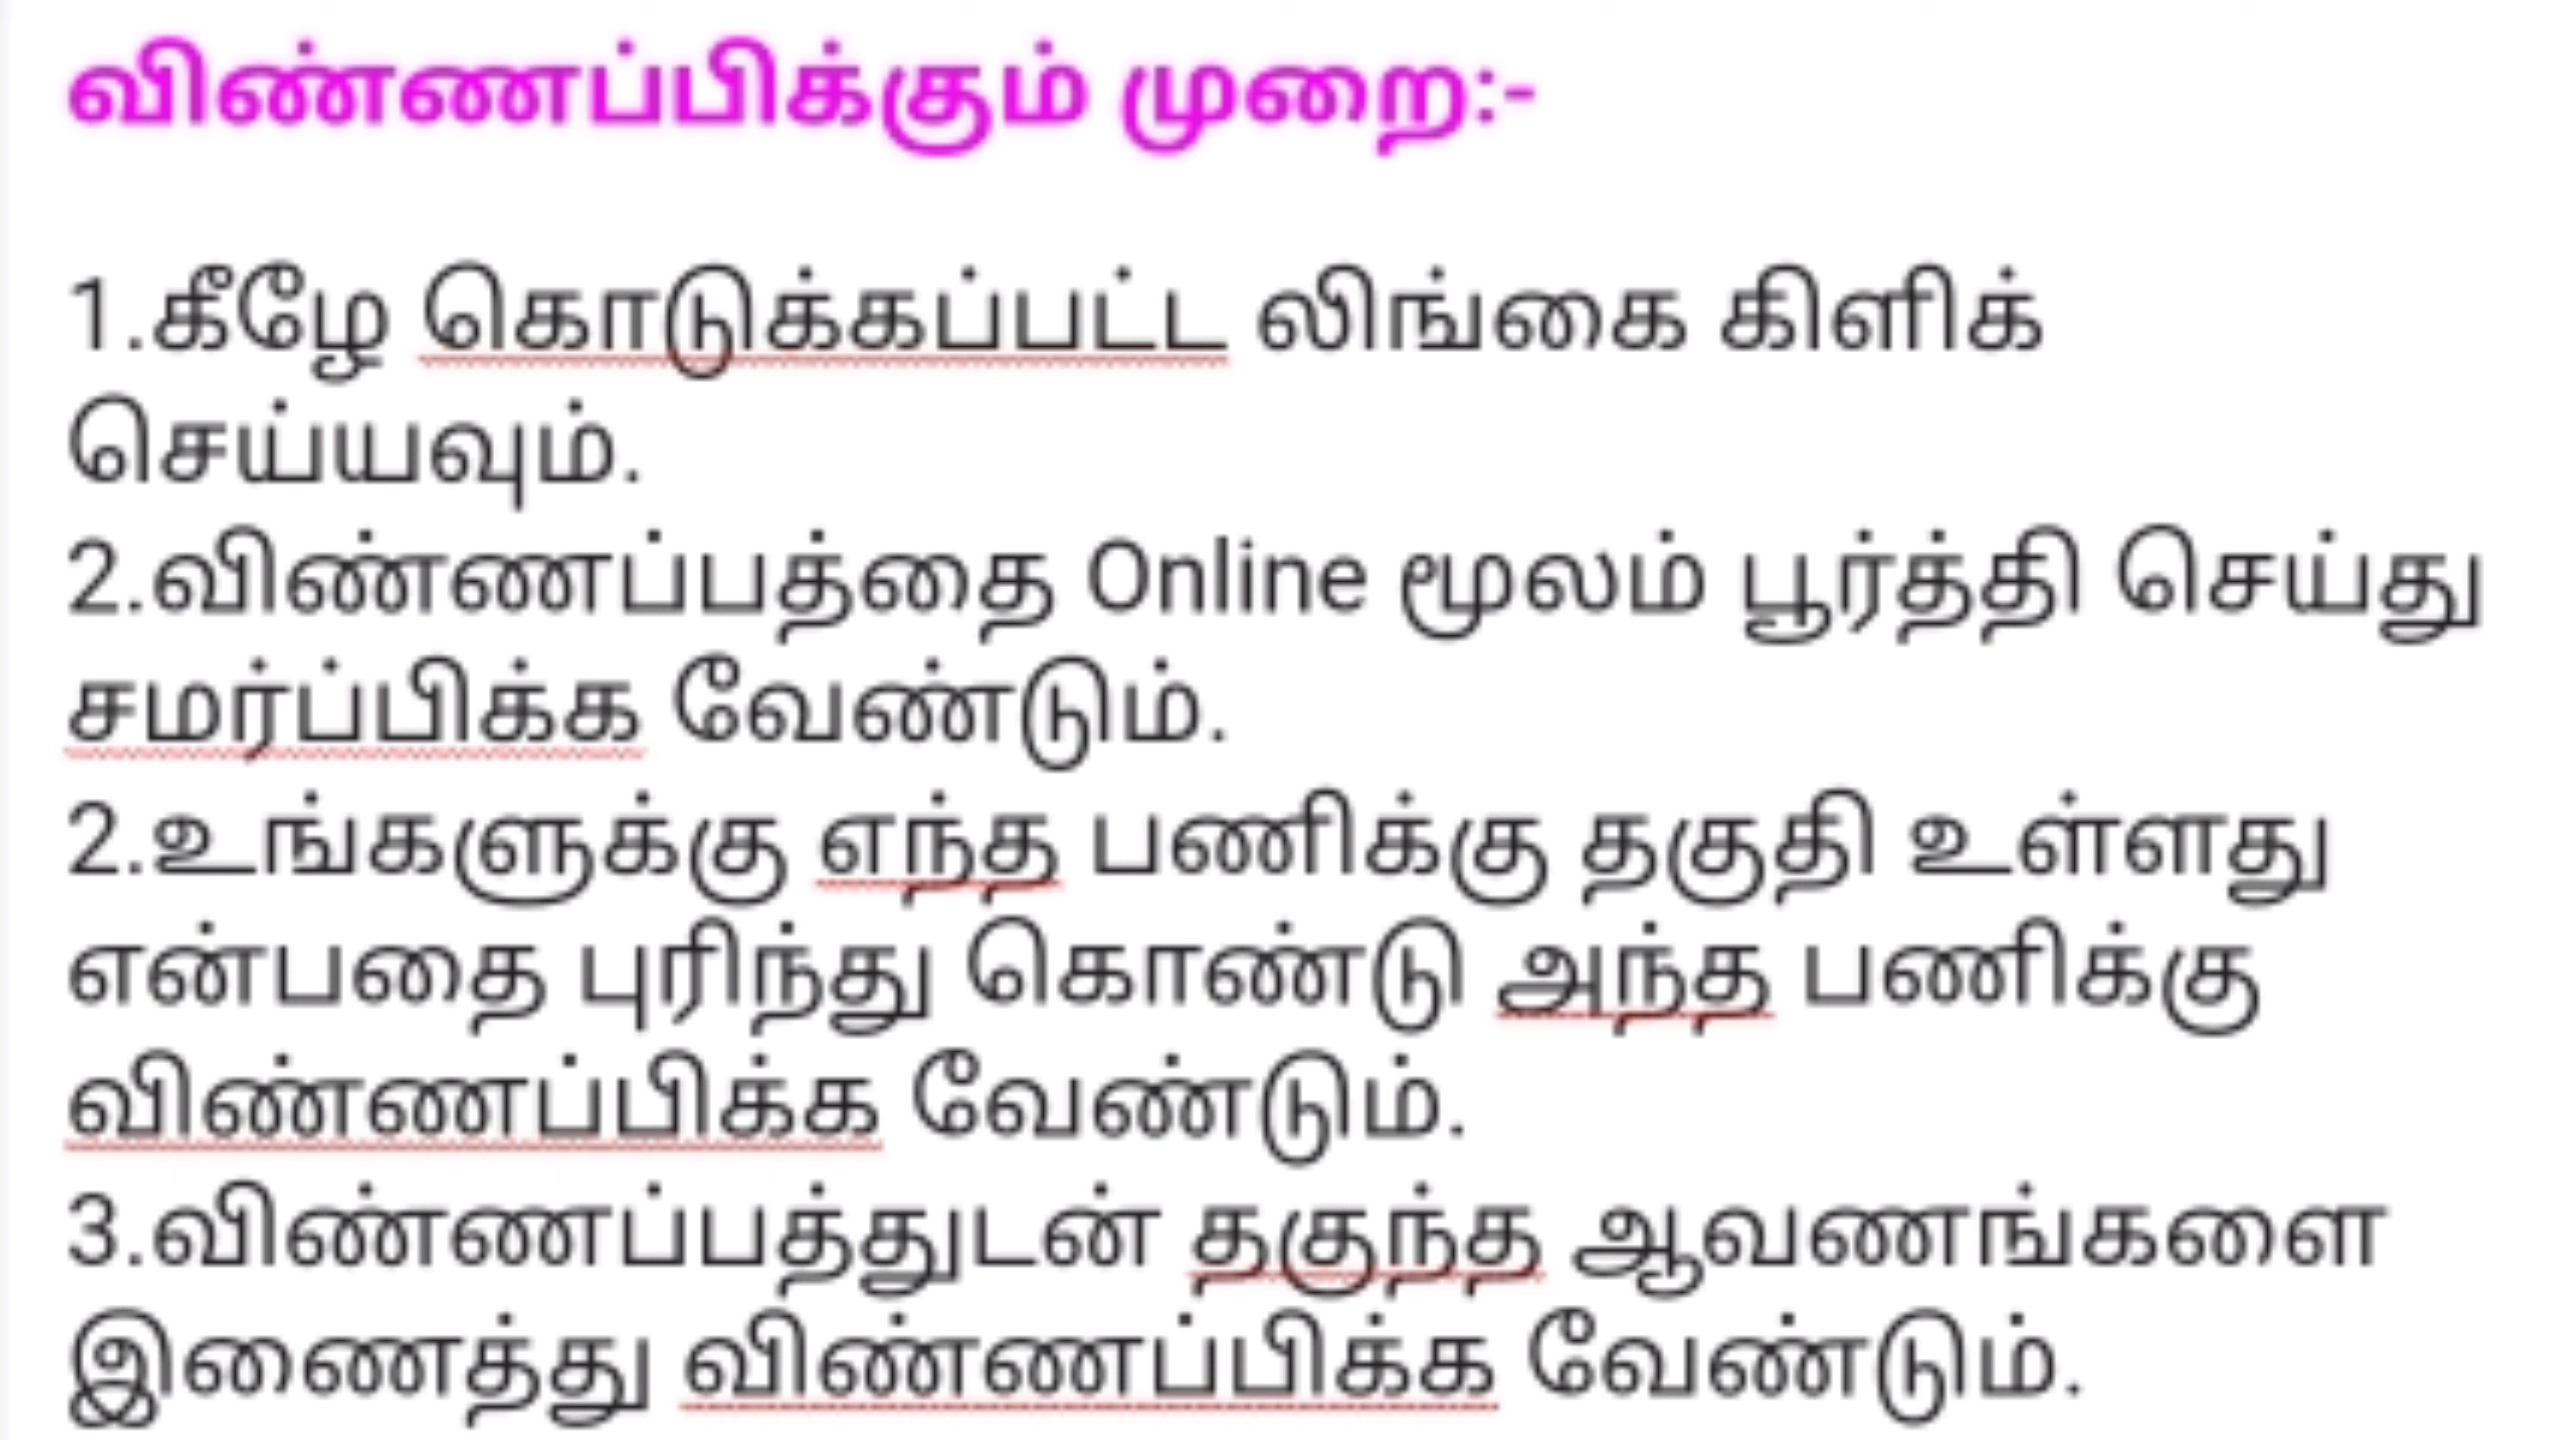 விண்ணப்பிக்கும் முறை:-
1.கீழே கொடுக்கப்பட்ட லிங்கை கிளிக்
செய்யவும்.
2.விண்ணப்பத்தை Online மூலம் பூர்த்தி செய்து
சமர்ப்பிக்க வேண்டும்.
2.உங்களுக்கு எந்த பணிக்கு தகுதி உள்ளது
என்பதை புரிந்து கொண்டு அந்த பணிக்கு
விண்ணப்பிக்க வேண்டும்.
3.விண்ணப்பத்துடன் தகுந்த ஆவணங்களை
இணைத்து விண்ணப்பிக்க வேண்டும்.